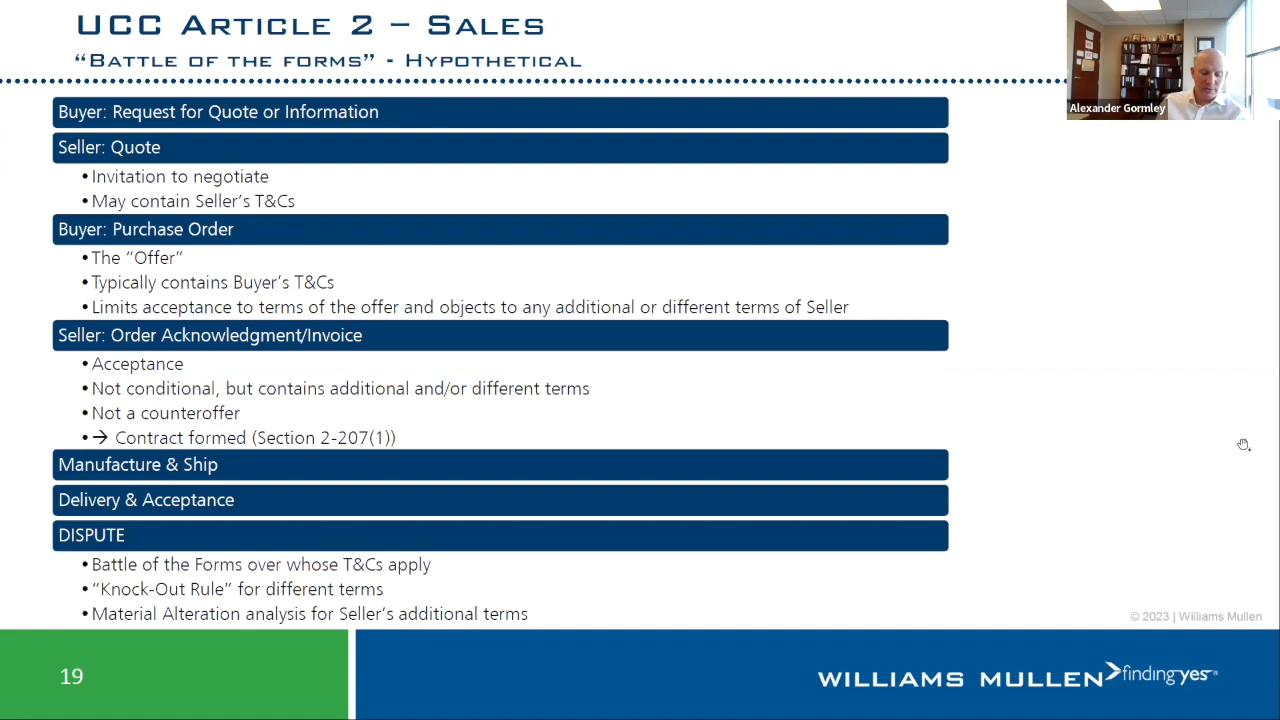 UCC Article 2 – Sales
“Battle of the forms” - Hypothetical
Alexander Gormley
Buyer: Request for Quote or Information
Seller: Quote
• Invitation to negotiate
• May contain Seller’s T&Cs
Buyer: Purchase Order
• The “Offer”
• Typically contains Buyer’s T&Cs
• Limits acceptance to terms of the offer and objects to any additional or different terms of Seller
Seller: Order Acknowledgment/Invoice
• Acceptance
• Not conditional, but contains additional and/or different terms
• Not a counteroffer
• → Contract formed (Section 2-207(1))
Manufacture & Ship
Delivery & Acceptance
DISPUTE
• Battle of the Forms over whose T&Cs apply
• “Knock-Out Rule” for different terms
• Material Alteration analysis for Seller’s additional terms
© 2023 | Williams Mullen
19
WILLIAMS MULLEN finding yes®